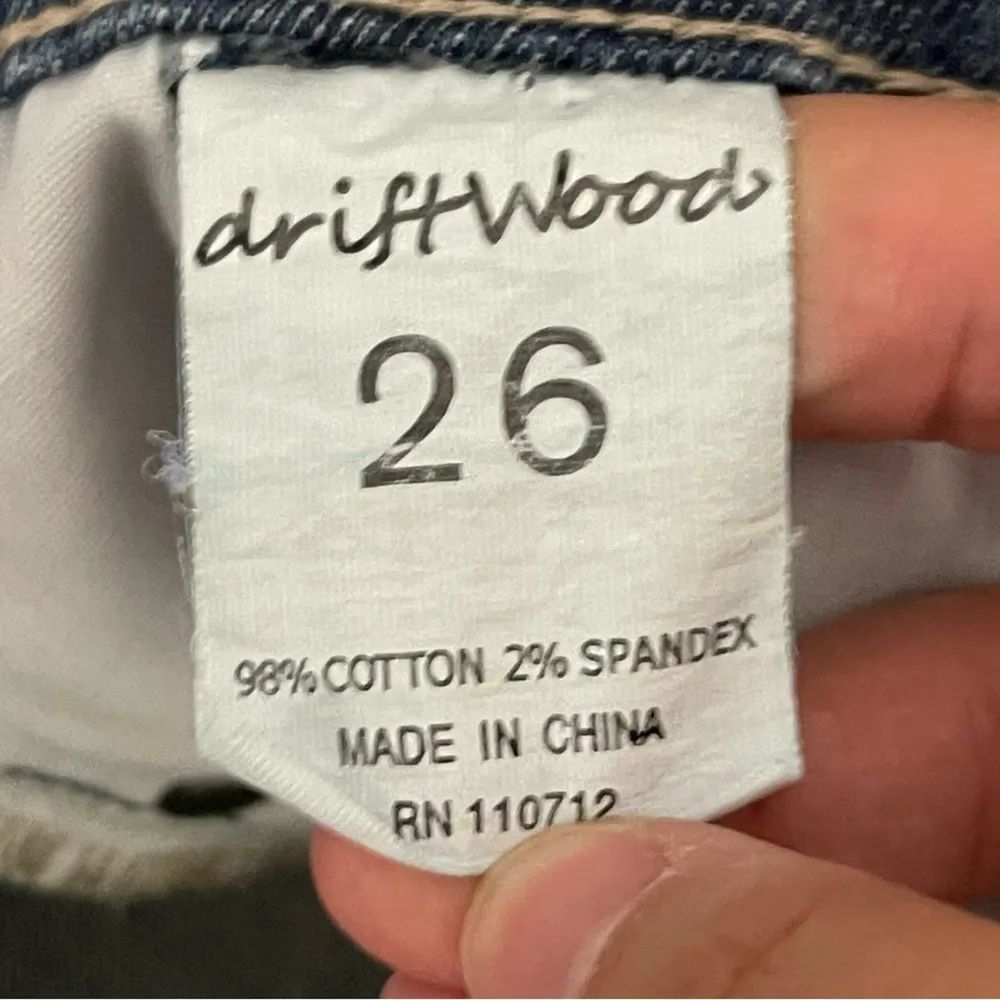 driftWood
26
98% COTTON 2% SPANDEX
MADE IN CHINA
RN 110712